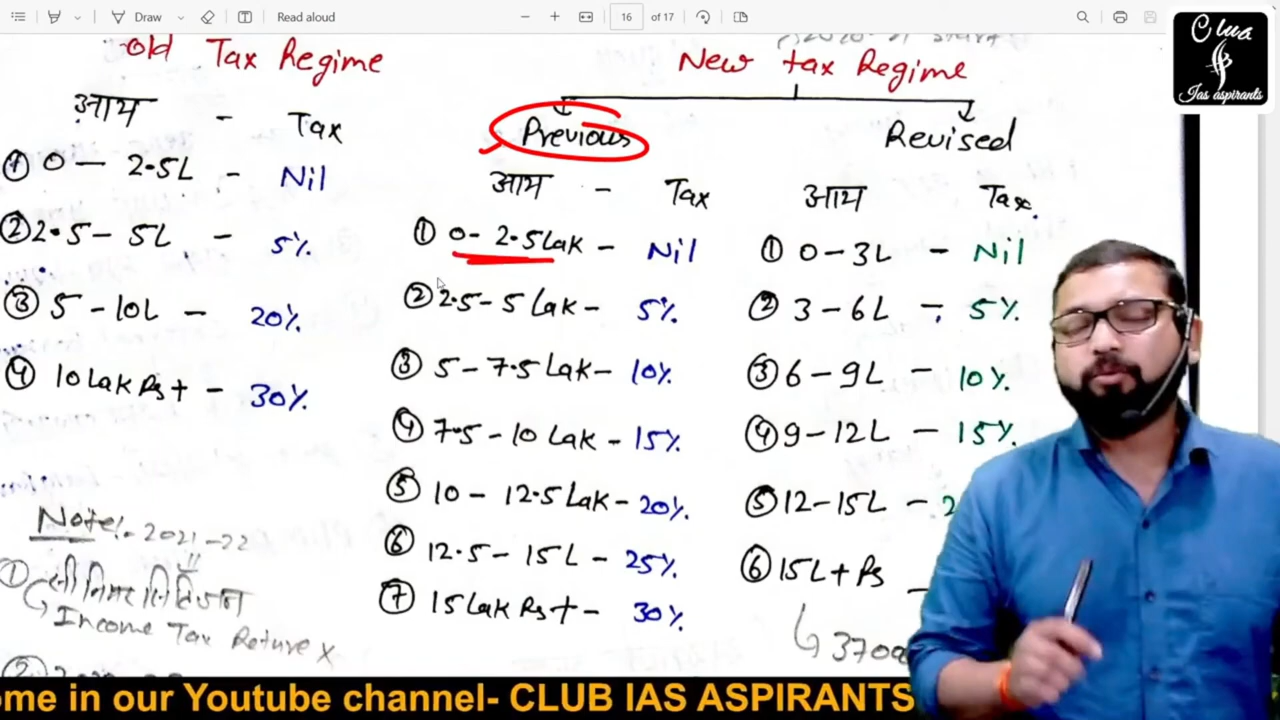 Draw
Read aloud
16 of 17
Clua
Ias aspirants
Old Tax Regime
आय - Tax
① 0 - 2.5L - Nil
② 2.5 - 5L - 5%
③ 5 - 10L - 20%
④ 10 Lak Rs+ - 30%
Note:- 2021-22
①
Income Tax Return X
New tax Regime
Previous
आय - Tax
① 0 - 2.5 Lak - Nil
② 2.5 - 5 Lak - 5%
③ 5 - 7.5 Lak - 10%
④ 7.5 - 10 Lak - 15%
⑤ 10 - 12.5 Lak - 20%
⑥ 12.5 - 15L - 25%
⑦ 15 Lak Rs+ - 30%
Revised
आय Tax.
① 0 - 3L - Nil
② 3 - 6L - 5%
③ 6 - 9L - 10%
④ 9 - 12L - 15%
⑤ 12 - 15L - 2
⑥ 15L + Rs -
ome in our Youtube channel- CLUB IAS ASPIRANTS